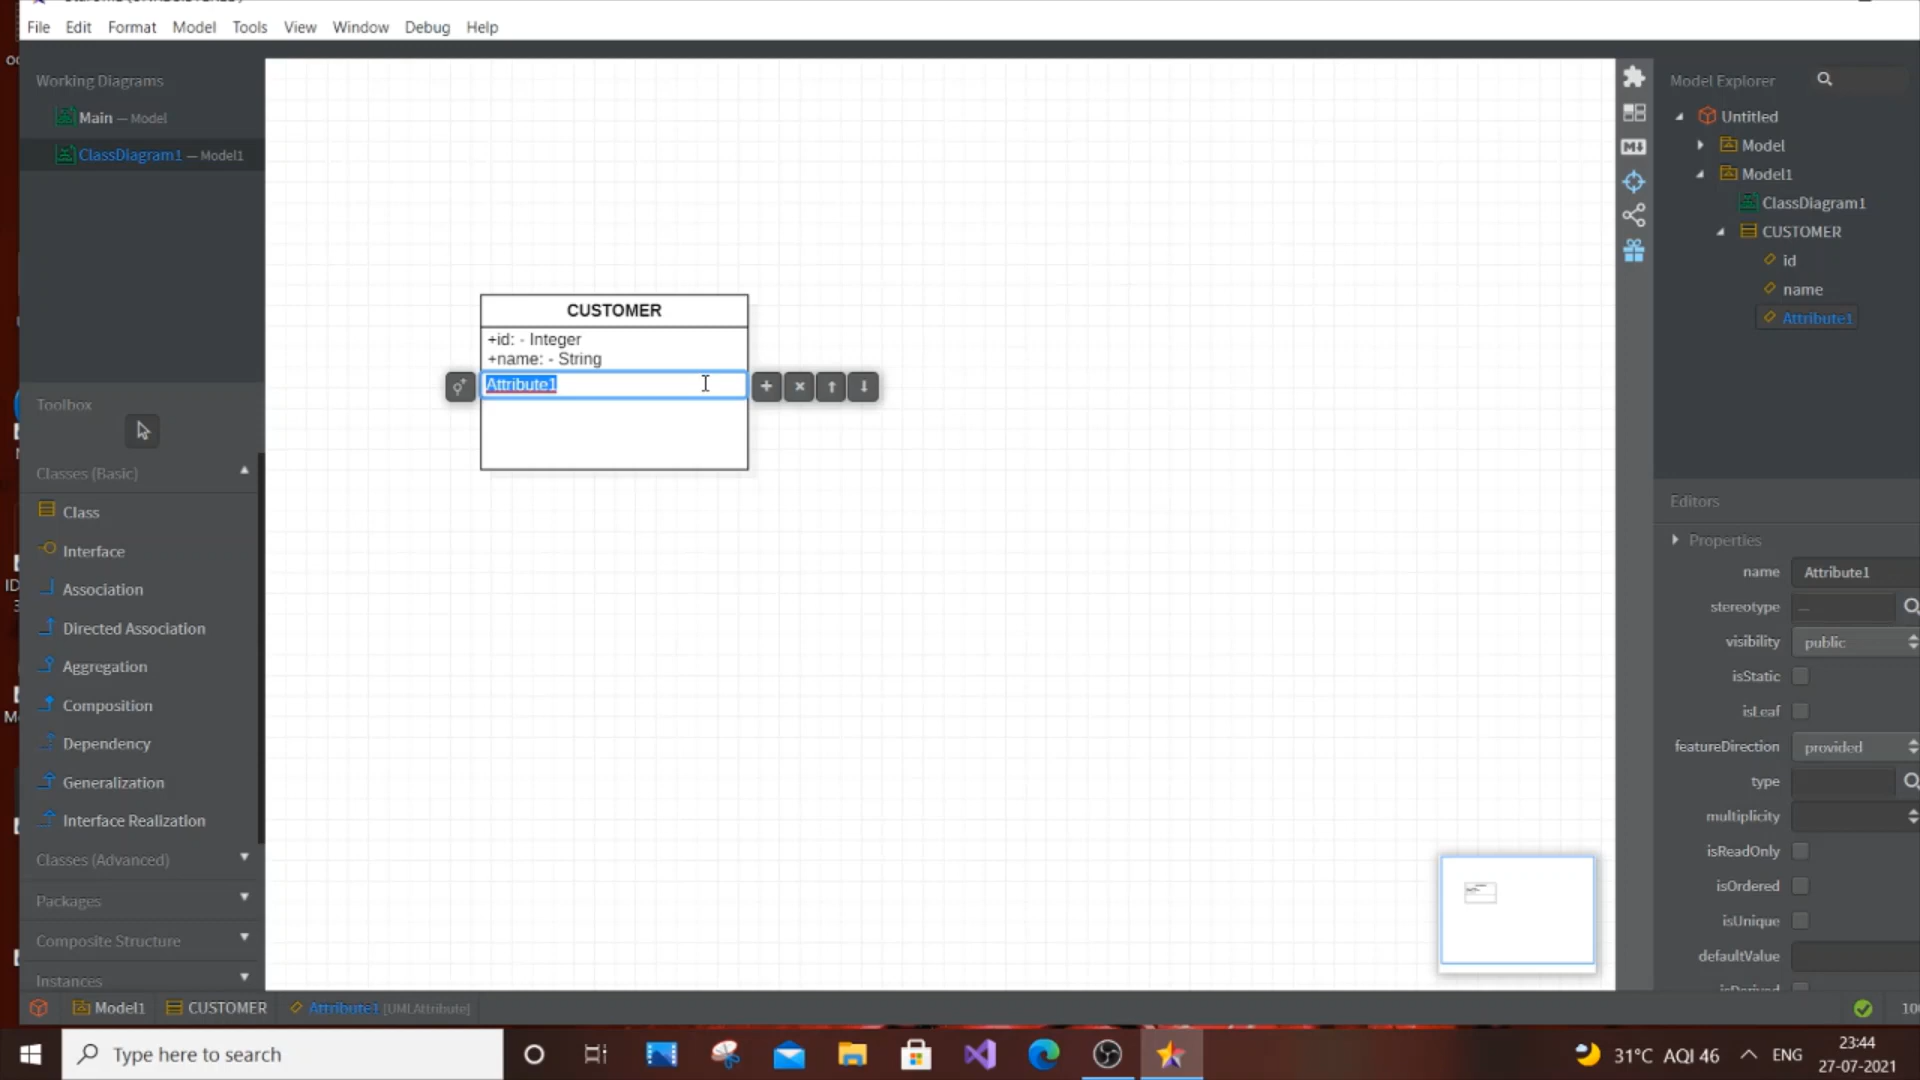 File Edit Format Model Tools View Window Debug Help
Working Diagrams
Main — Model
ClassDiagram1 — Model1
Toolbox
Classes (Basic)
Class
Interface
Association
Directed Association
Aggregation
Composition
Dependency
Generalization
Interface Realization
Classes (Advanced)
Packages
Composite Structure
Instances
CUSTOMER
+id: - Integer
+name: - String
Attribute1
M
Model Explorer
Untitled
Model
Model1
ClassDiagram1
CUSTOMER
id
name
Attribute1
Editors
Properties
name Attribute1
stereotype —
visibility public
isStatic
isLeaf
featureDirection provided
type
multiplicity
isReadOnly
isOrdered
isUnique
defaultValue
Model1 CUSTOMER Attribute1 [UMLAttribute]
Type here to search
31°C AQI 46 ENG
23:44
27-07-2021